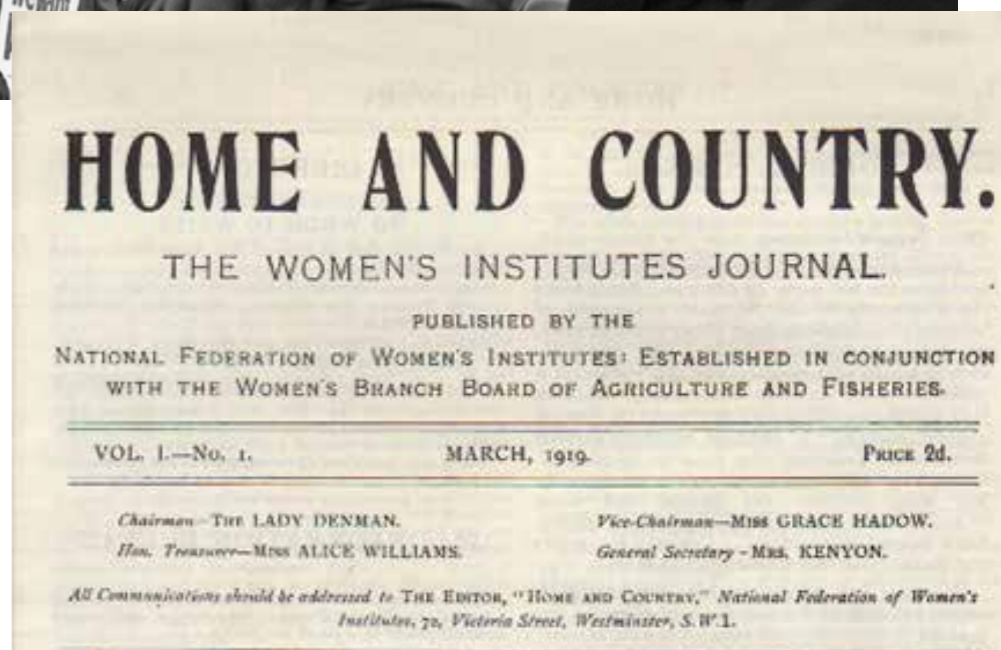 We want
HOME AND COUNTRY.
THE WOMEN'S INSTITUTES JOURNAL.
PUBLISHED BY THE
NATIONAL FEDERATION OF WOMEN'S INSTITUTES: ESTABLISHED IN CONJUNCTION
WITH THE WOMEN'S BRANCH BOARD OF AGRICULTURE AND FISHERIES.
VOL. I.—No. 1. MARCH, 1919. PRICE 2d.
Chairman—THE LADY DENMAN. Vice-Chairman—MISS GRACE HADOW.
Hon. Treasurer—MISS ALICE WILLIAMS. General Secretary - MRS. KENYON.
All Communications should be addressed to THE EDITOR, "HOME AND COUNTRY," National Federation of Women's
Institutes, 72, Victoria Street, Westminster, S.W.1.